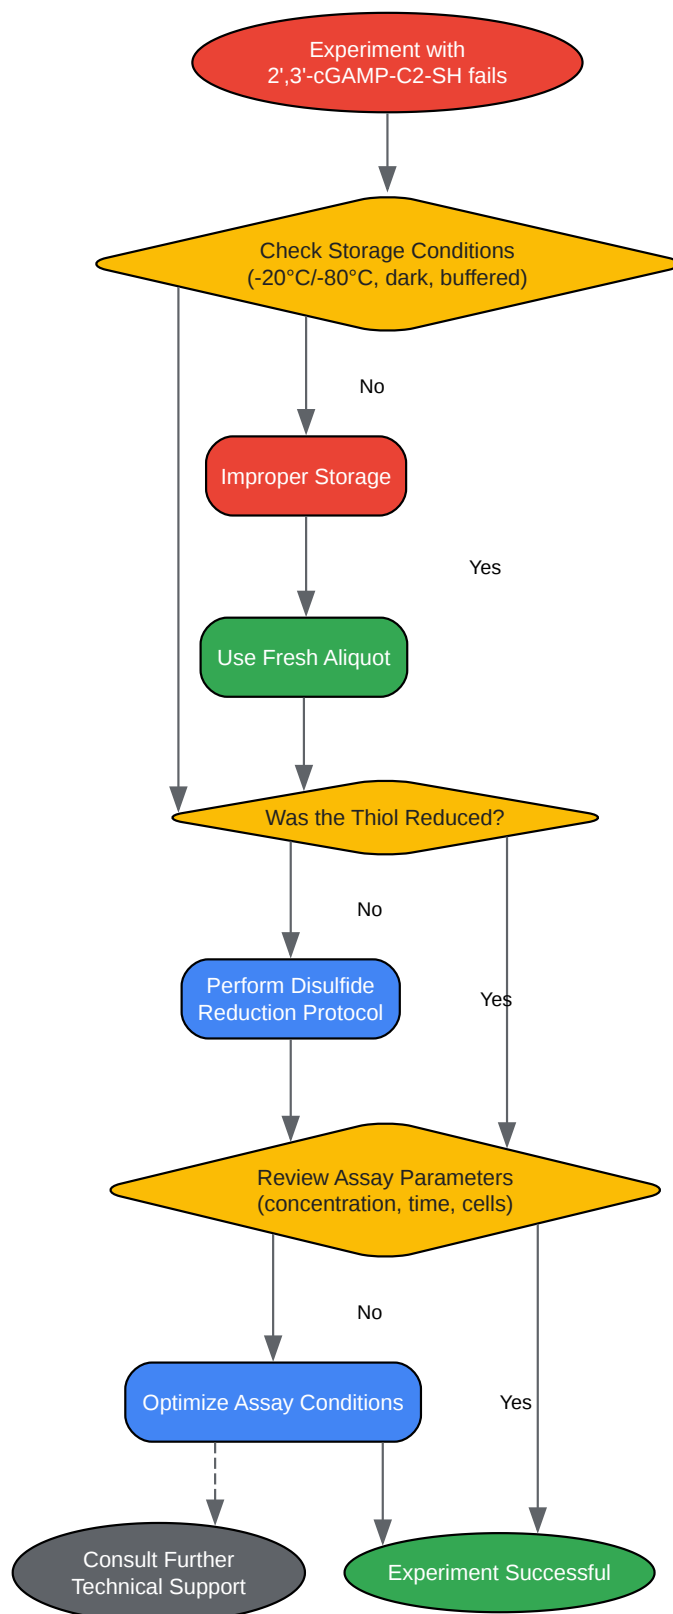 Experiment with
2',3'-cGAMP-C2-SH fails
Check Storage Conditions
(-20°C/-80°C, dark, buffered)
No
Improper Storage
Yes
Use Fresh Aliquot
Was the Thiol Reduced?
No
Perform Disulfide
Reduction Protocol
Yes
Review Assay Parameters
(concentration, time, cells)
No
Optimize Assay Conditions
Yes
Consult Further
Technical Support
Experiment Successful